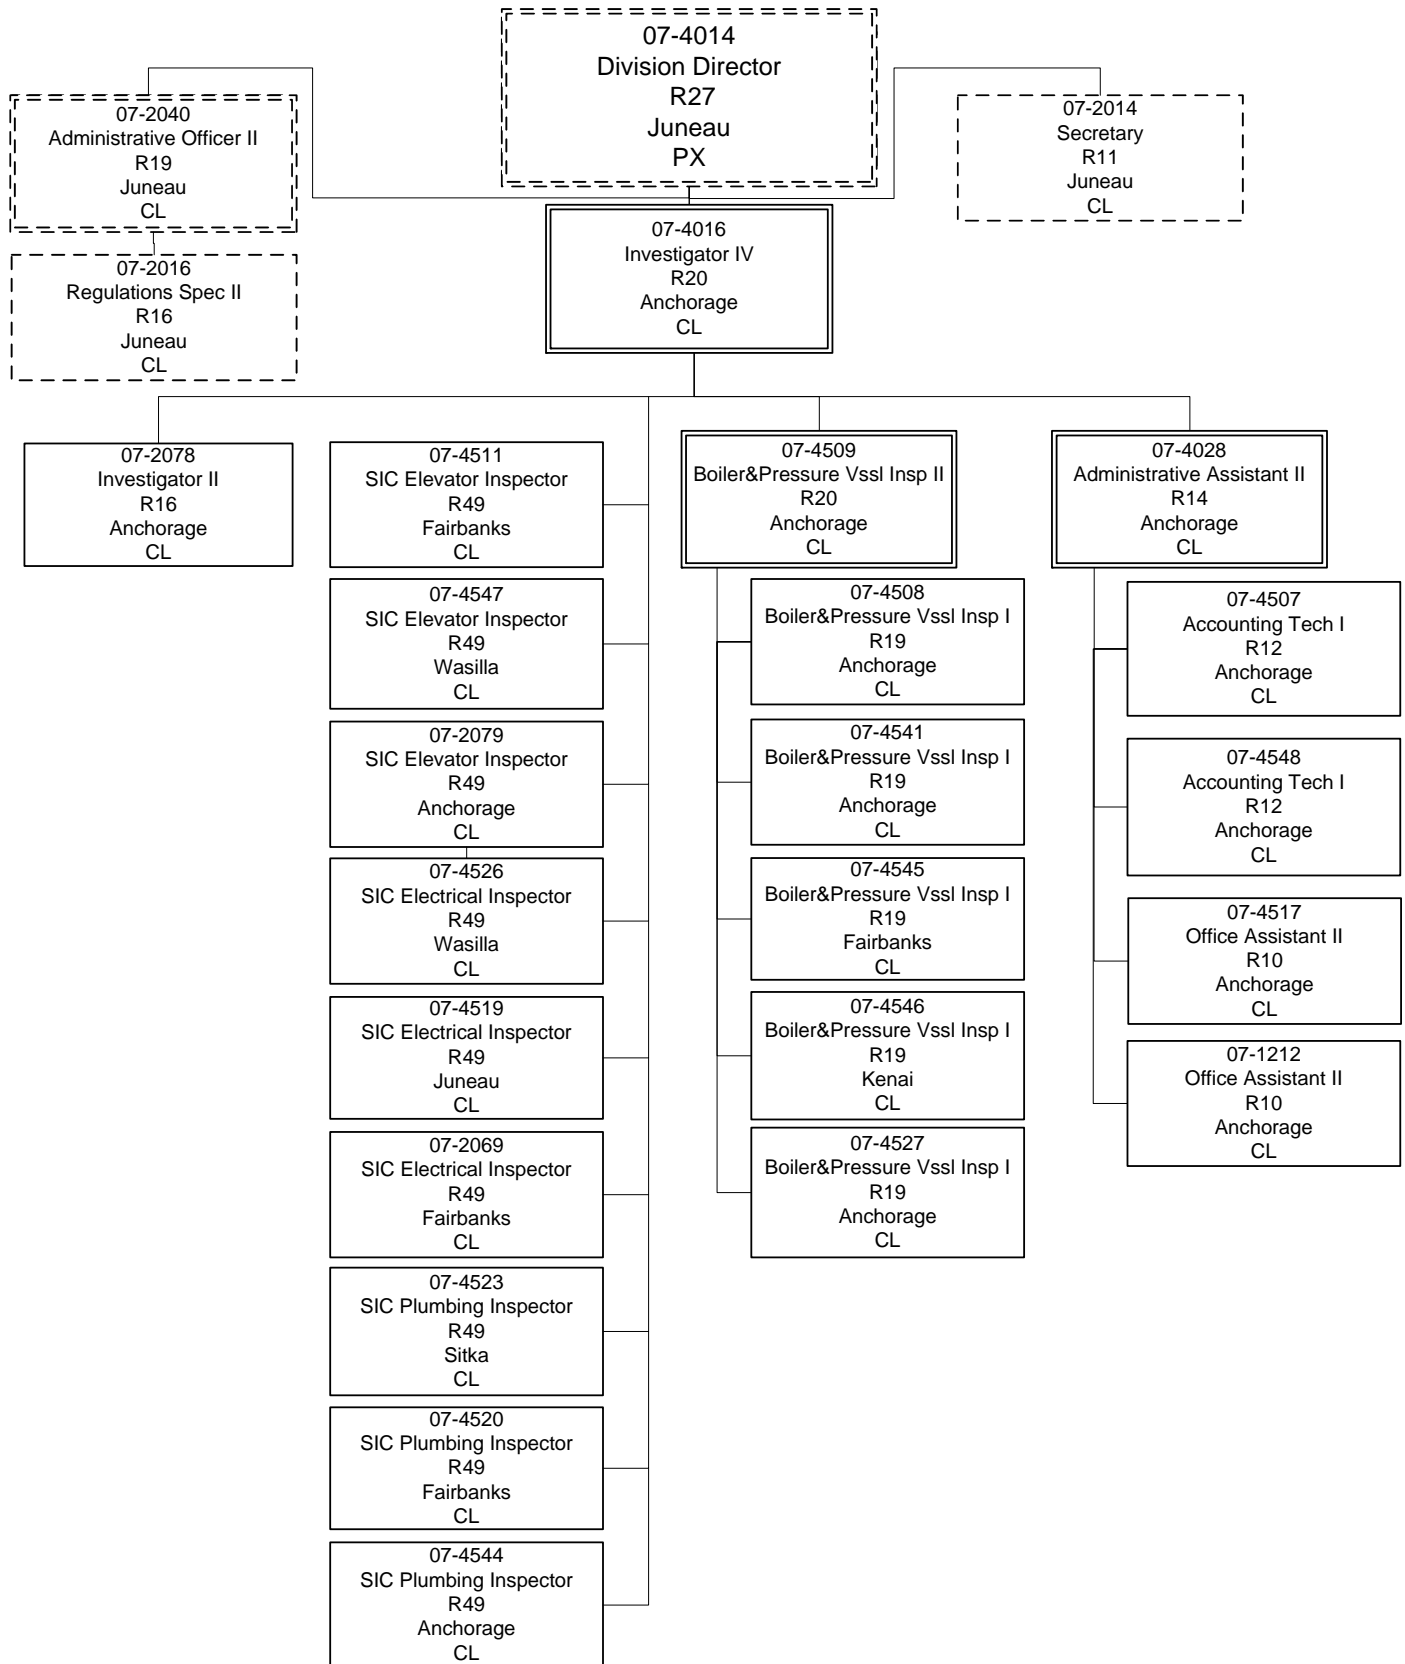 07-4014
Division Director
R27
Juneau
PX
07-2040
Administrative Officer II
R19
Juneau
CL
07-2014
Secretary
R11
Juneau
CL
07-4016
Investigator IV
R20
Anchorage
CL
07-2016
Regulations Spec II
R16
Juneau
CL
07-2078
Investigator II
R16
Anchorage
CL
07-4511
SIC Elevator Inspector
R49
Fairbanks
CL
07-4547
SIC Elevator Inspector
R49
Wasilla
CL
07-2079
SIC Elevator Inspector
R49
Anchorage
CL
07-4526
SIC Electrical Inspector
R49
Wasilla
CL
07-4519
SIC Electrical Inspector
R49
Juneau
CL
07-2069
SIC Electrical Inspector
R49
Fairbanks
CL
07-4523
SIC Plumbing Inspector
R49
Sitka
CL
07-4520
SIC Plumbing Inspector
R49
Fairbanks
CL
07-4544
SIC Plumbing Inspector
R49
Anchorage
CL
07-4509
Boiler&Pressure Vssl Insp II
R20
Anchorage
CL
07-4508
Boiler&Pressure Vssl Insp I
R19
Anchorage
CL
07-4541
Boiler&Pressure Vssl Insp I
R19
Anchorage
CL
07-4545
Boiler&Pressure Vssl Insp I
R19
Fairbanks
CL
07-4546
Boiler&Pressure Vssl Insp I
R19
Kenai
CL
07-4527
Boiler&Pressure Vssl Insp I
R19
Anchorage
CL
07-4028
Administrative Assistant II
R14
Anchorage
CL
07-4507
Accounting Tech I
R12
Anchorage
CL
07-4548
Accounting Tech I
R12
Anchorage
CL
07-4517
Office Assistant II
R10
Anchorage
CL
07-1212
Office Assistant II
R10
Anchorage
CL